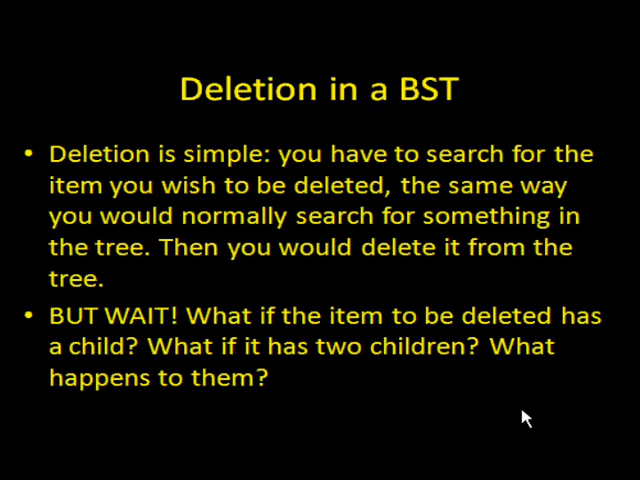 Deletion in a BST
• Deletion is simple: you have to search for the
item you wish to be deleted, the same way
you would normally search for something in
the tree. Then you would delete it from the
tree.
• BUT WAIT! What if the item to be deleted has
a child? What if it has two children? What
happens to them?